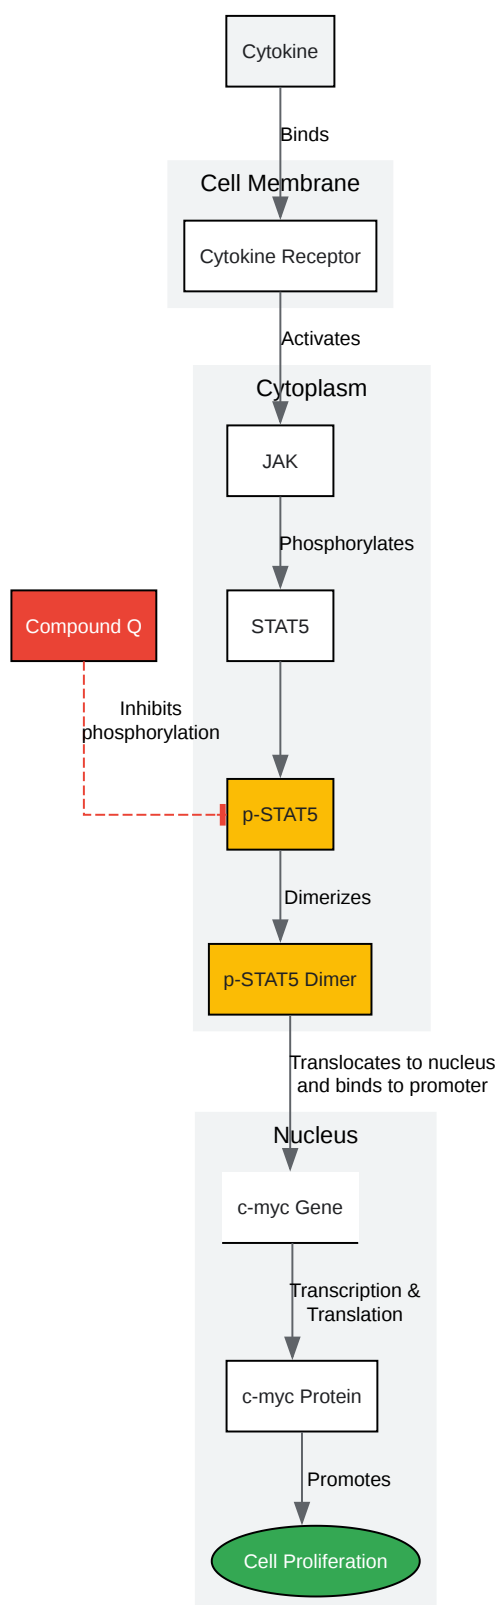 Cytokine
Binds
Cell Membrane
Cytokine Receptor
Activates
Cytoplasm
JAK
Phosphorylates
Compound Q
STAT5
Inhibits
phosphorylation
p-STAT5
Dimerizes
p-STAT5 Dimer
Translocates to nucleus
and binds to promoter
Nucleus
c-myc Gene
Transcription &
Translation
c-myc Protein
Promotes
Cell Proliferation